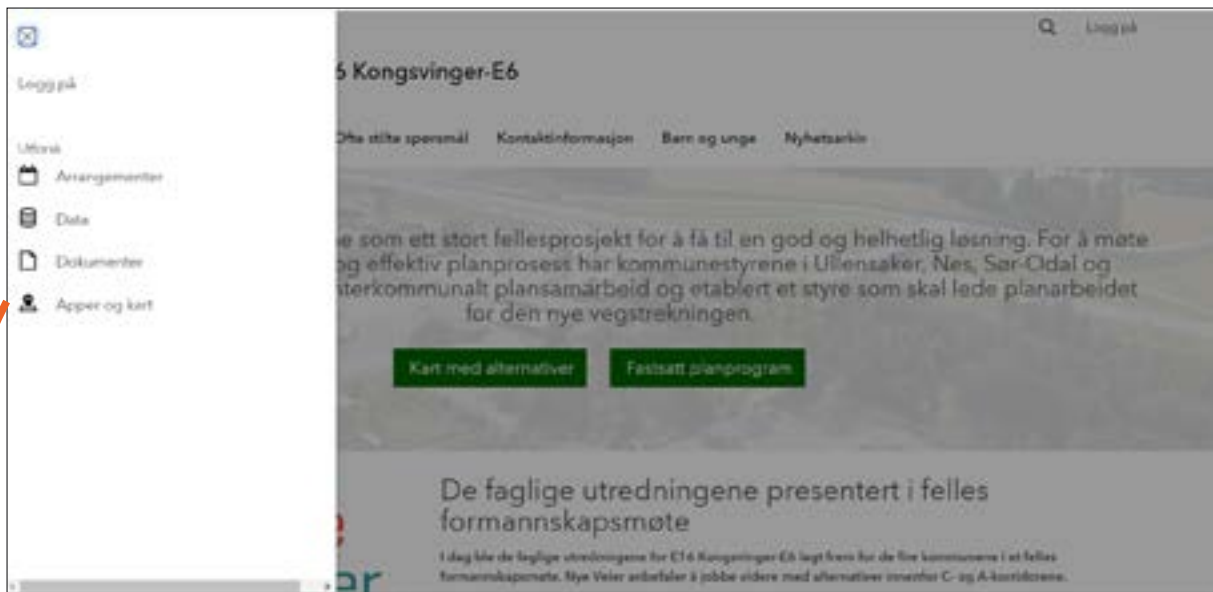 Logg på
Utforsk
Arrangementer
Data
Dokumenter
Apper og kart
Logg på
6 Kongsvinger-E6
Ofte stilte spørsmål Kontaktinformasjon Barn og unge Nyhetsarkiv
e som ett stort fellesprosjekt for å få til en god og helhetlig løsning. For å møte
og effektiv planprosess har kommunestyrene i Ullensaker, Nes, Sør-Odal og
nterkommunalt plansamarbeid og etablert et styre som skal lede planarbeidet
for den nye vegstrekningen.
Kart med alternativer Fastsatt planprogram
De faglige utredningene presentert i felles
formannskapsmøte
I dag ble de faglige utredningene for E16 Kongsvinger-E6 lagt frem for de fire kommunene i et felles
formannskapsmøte. Nye Veier anbefaler å jobbe videre med alternativer innenfor C- og A-korridorene.
er